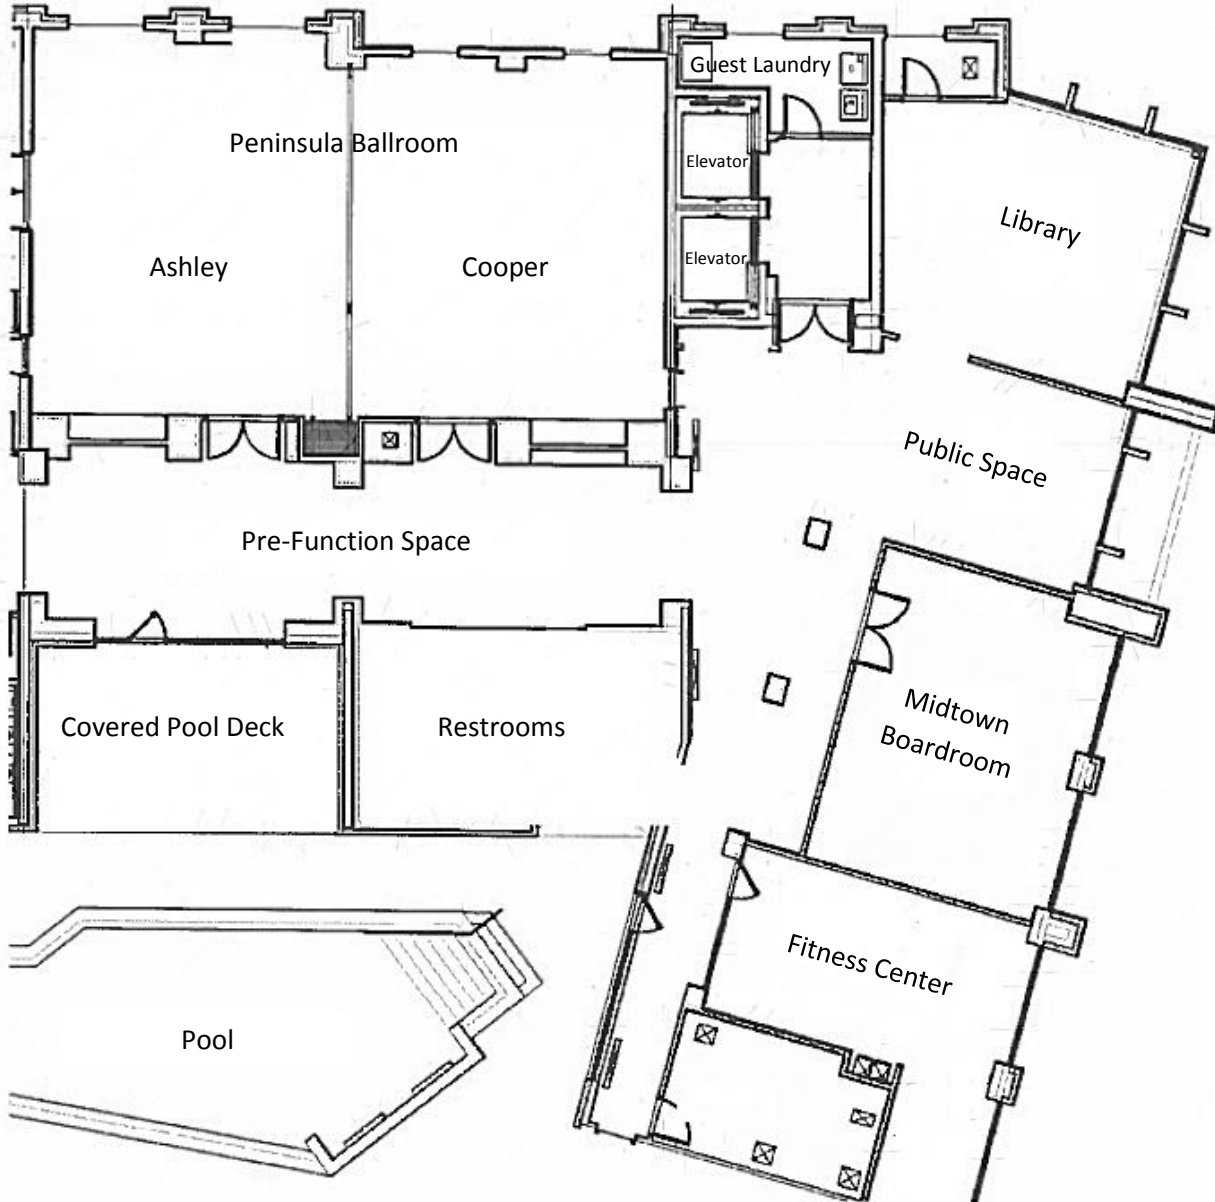 Guest Laundry
Peninsula Ballroom
Elevator
Library
Ashley
Cooper
Elevator
Public Space
Pre-Function Space
Covered Pool Deck
Restrooms
Midtown
Boardroom
Fitness Center
Pool